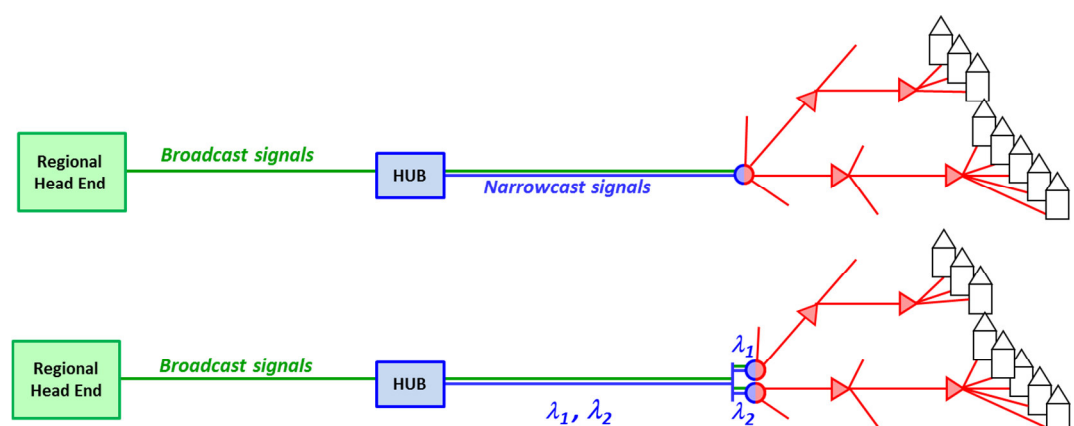 Regional
Head End
Broadcast signals
HUB
Narrowcast signals
Regional
Head End
Broadcast signals
HUB
λ1, λ2
λ1
λ2